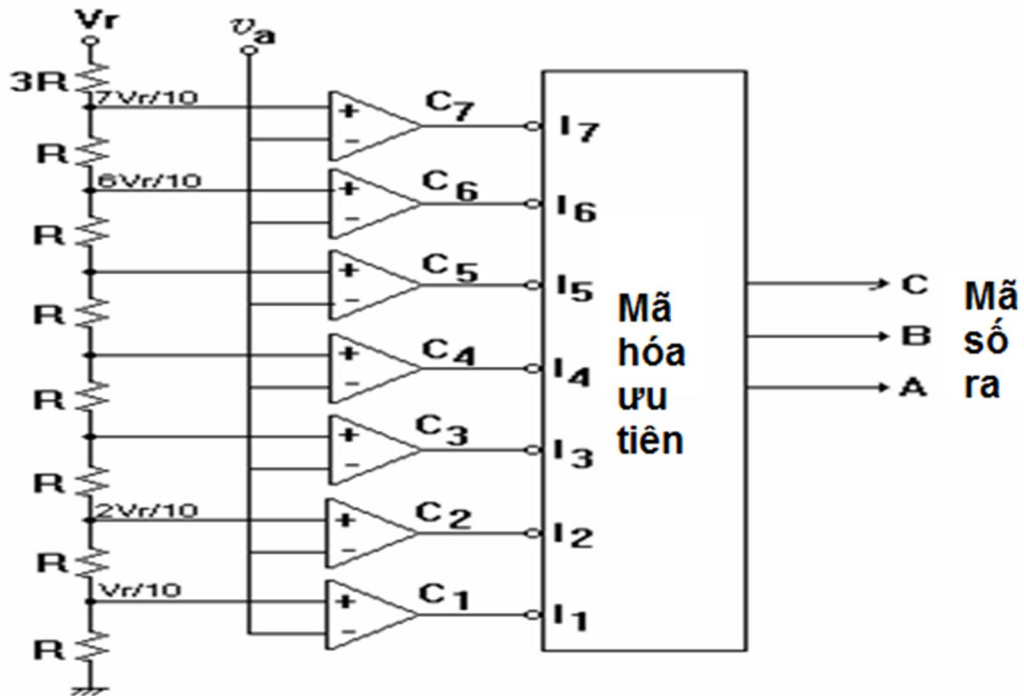 Vr
va
3R
7Vr/10
C7
I7
R
6Vr/10
C6
I6
R
C5
I5
R
C4
I4
R
C3
I3
R
2Vr/10
C2
I2
R
Vr/10
C1
I1
R
+
-
+
-
+
-
+
-
+
-
+
-
+
-
Mã
hóa
ưu
tiên
C
B
A
Mã
số
ra